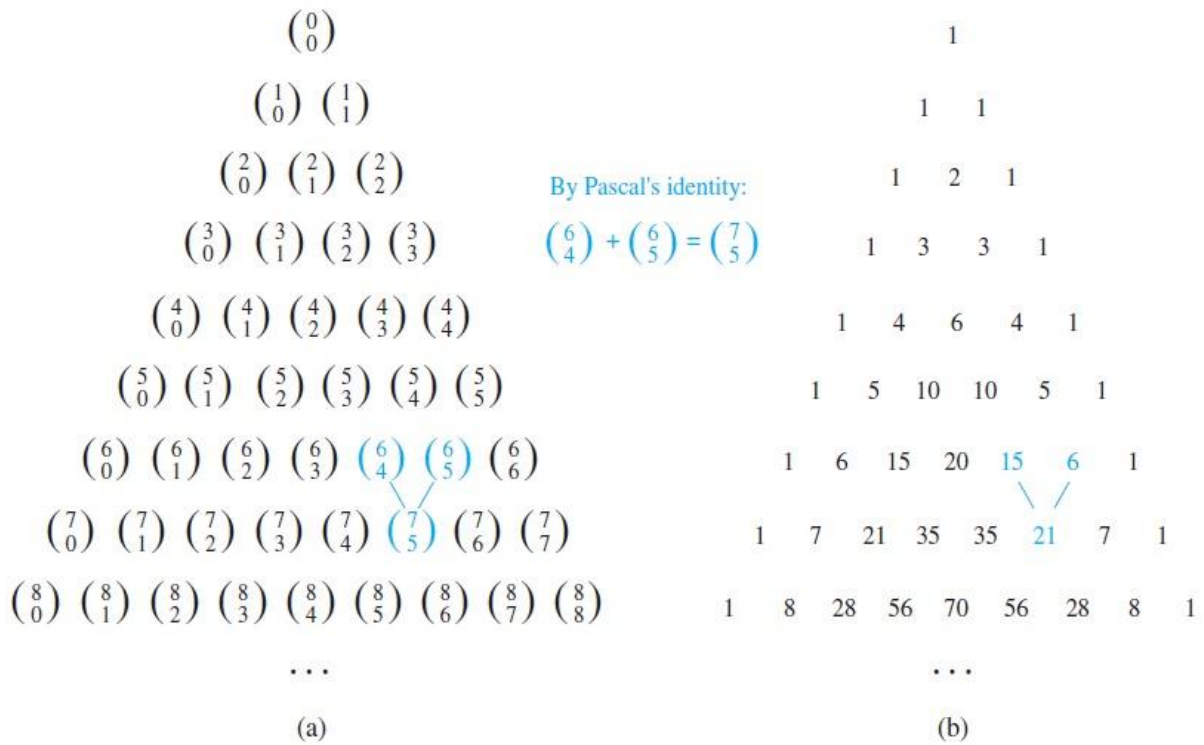 (0 0) 1
(1 0) (1 1) 1 1
(2 0) (2 1) (2 2) By Pascal's identity: 1 2 1
(3 0) (3 1) (3 2) (3 3) (6 4) + (6 5) = (7 5) 1 3 3 1
(4 0) (4 1) (4 2) (4 3) (4 4) 1 4 6 4 1
(5 0) (5 1) (5 2) (5 3) (5 4) (5 5) 1 5 10 10 5 1
(6 0) (6 1) (6 2) (6 3) (6 4) (6 5) (6 6) 1 6 15 20 15 6 1
(7 0) (7 1) (7 2) (7 3) (7 4) (7 5) (7 6) (7 7) 1 7 21 35 35 21 7 1
(8 0) (8 1) (8 2) (8 3) (8 4) (8 5) (8 6) (8 7) (8 8) 1 8 28 56 70 56 28 8 1
... ...
(a) (b)